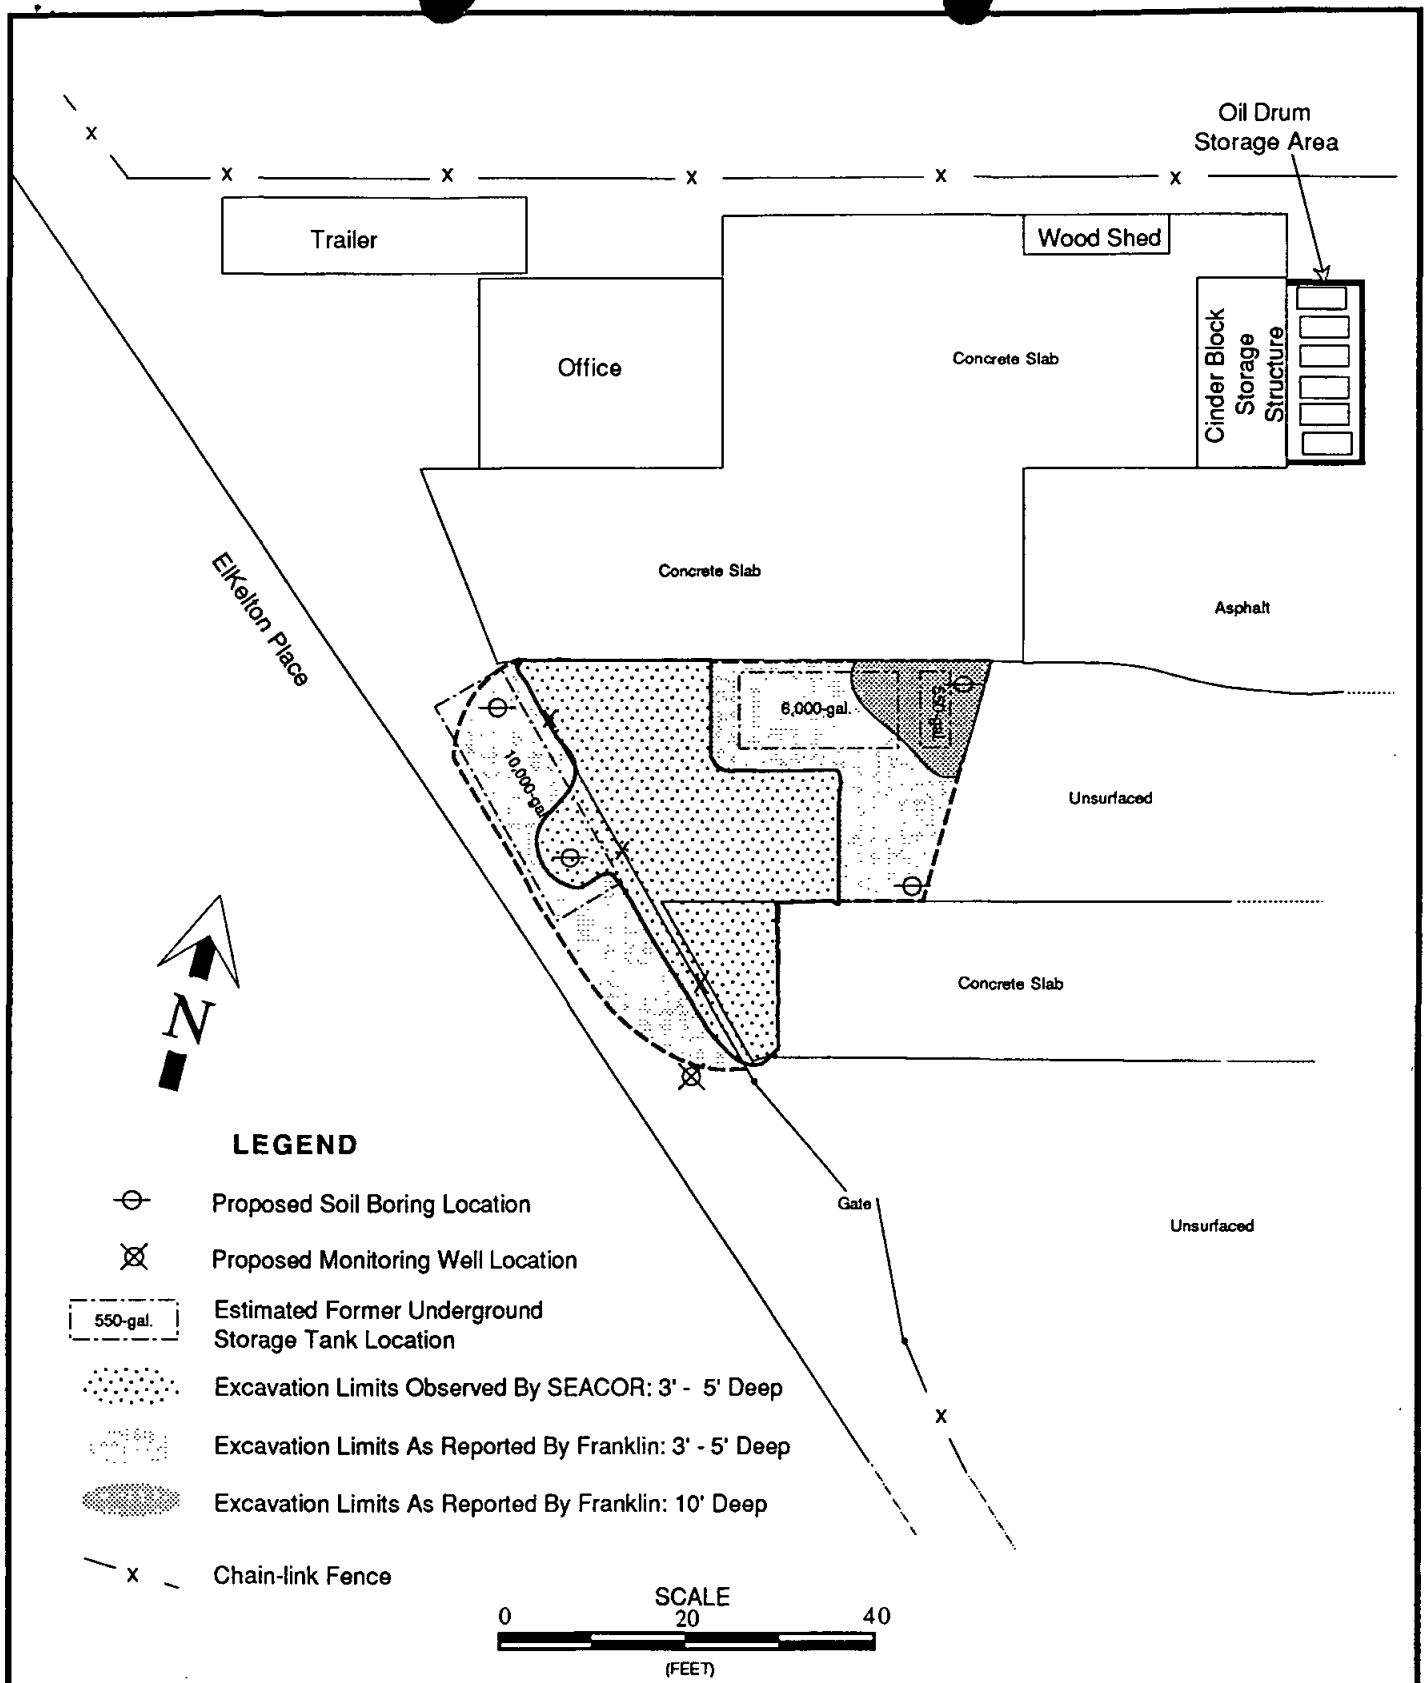 Oil Drum
Storage Area
x
x
x
x
x
x
Trailer
Wood Shed
Office
Concrete Slab
Cinder Block
Storage
Structure
Concrete Slab
ElKelton Place
Asphalt
6,000-gal.
550-gal.
10,000-gal.
Unsurfaced
N
Concrete Slab
Gate
Unsurfaced
LEGEND
Proposed Soil Boring Location
Proposed Monitoring Well Location
550-gal.
Estimated Former Underground
Storage Tank Location
Excavation Limits Observed By SEACOR: 3' - 5' Deep
x
Excavation Limits As Reported By Franklin: 3' - 5' Deep
Excavation Limits As Reported By Franklin: 10' Deep
x
Chain-link Fence
SCALE
0 20 40
(FEET)